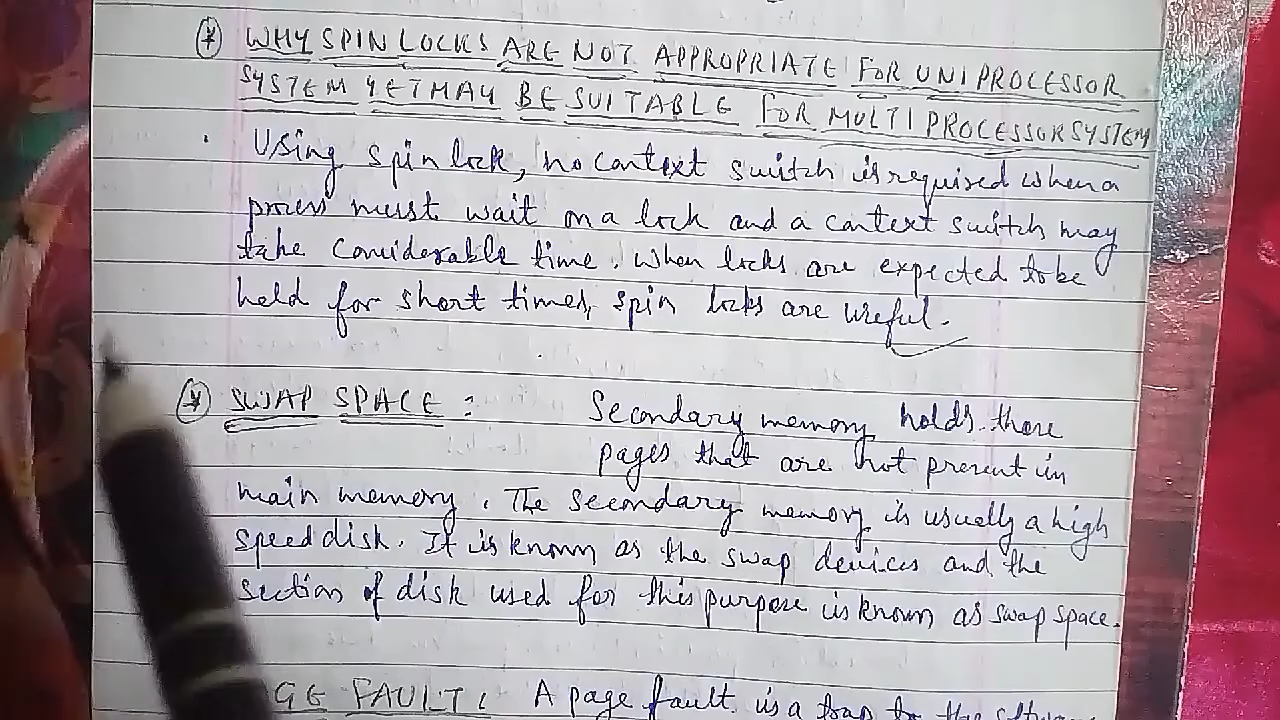 * WHY SPIN LOCKS ARE NOT APPROPRIATE FOR UNIPROCESSOR
SYSTEM YET MAY BE SUITABLE FOR MULTIPROCESSOR SYSTEM
. Using spin lock, no context switch is required when a
process must wait on a lock and a context switch may
take considerable time. When locks are expected to be
held for short times, spin locks are useful.
* SWAP SPACE : Secondary memory holds those
pages that are not present in
main memory. The secondary memory is usually a high
speed disk. It is known as the swap devices and the
section of disk used for this purpose is known as swap space.
GE FAULT : A page fault is a trap to the